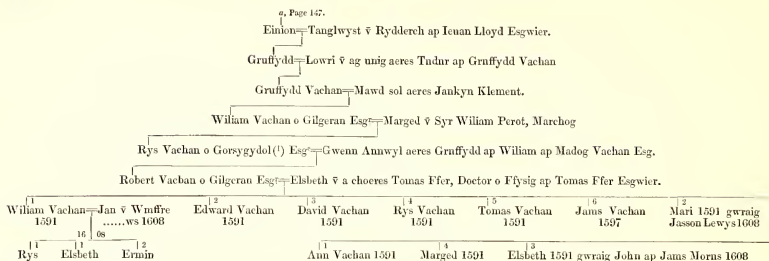 a, Page 147.
Einion═Tanglwyst v̄ Rydderch ap Ieuan Lloyd Esgwier.
Gruffydd═Lowri v̄ ag unig aeres Tudur ap Gruffydd Vachan
Gruffydd Vachan═Mawd sol aeres Jankyn Klement.
Wiliam Vachan o Gilgeran Esgr═Marged v̄ Syr Wiliam Perot, Marchog
Rys Vachan o Gorsygydol(1) Esgr═Gwenn Annwyl aeres Gruffydd ap Wiliam ap Madog Vachan Esg.
Robert Vachan o Gilgeran Esgr═Elsbeth v̄ a choeres Tomas Ffer, Doctor o Ffysig ap Tomas Ffer Esgwier.
1 2 3 4 5 6 2
Wiliam Vachan═Jan v̄ Wmffre Edward Vachan David Vachan Rys Vachan Tomas Vachan Jams Vachan Mari 1591 gwraig
1591 ......ws 1608 1591 1591 1591 1591 1597 Jasson Lewys 1608
16 08
1 1 2 1 4 3
Rys Elsbeth Ermin Ann Vachan 1591 Marged 1591 Elsbeth 1591 gwraig John ap Jams Morns 1608